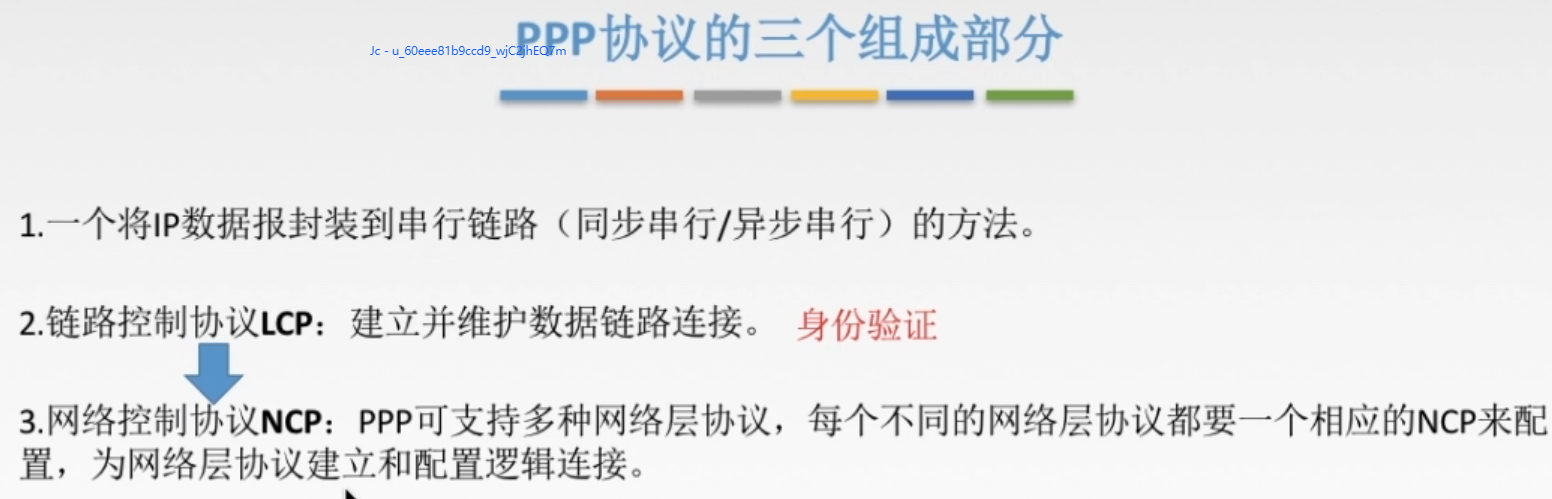 PPP协议的三个组成部分
Jc - u_60eee81b9ccd9_wjC2jhEQ7m
1.一个将IP数据报封装到串行链路（同步串行/异步串行）的方法。
2.链路控制协议LCP：建立并维护数据链路连接。 身份验证
3.网络控制协议NCP：PPP可支持多种网络层协议，每个不同的网络层协议都要一个相应的NCP来配
置，为网络层协议建立和配置逻辑连接。